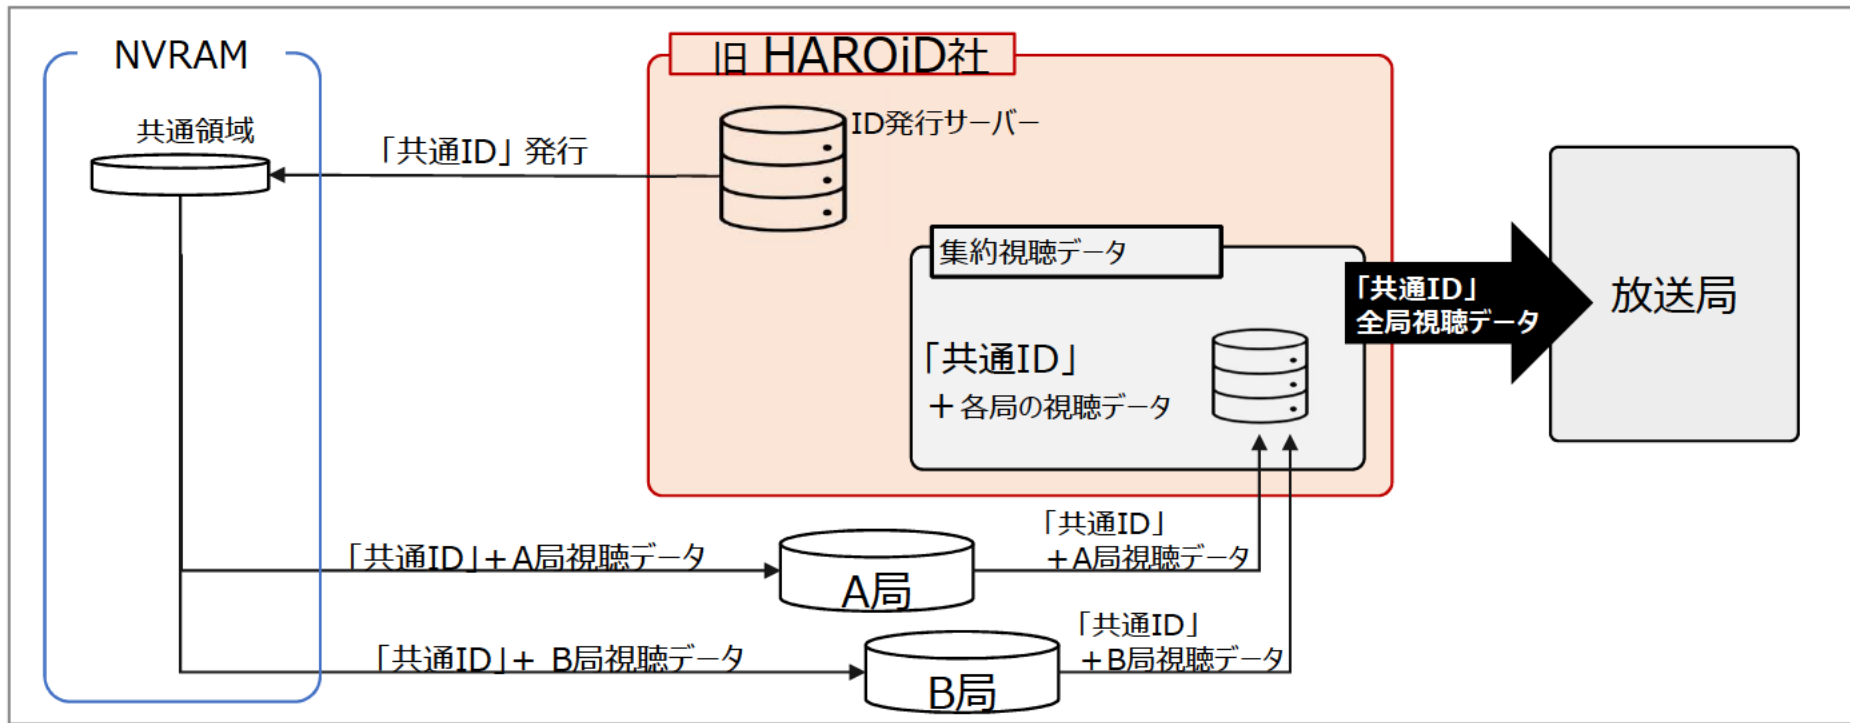 NVRAM
共通領域
「共通ID」発行
旧 HAROiD社
ID発行サーバー
集約視聴データ
「共通ID」
＋各局の視聴データ
「共通ID」
全局視聴データ
放送局
「共通ID」＋A局視聴データ
A局
「共通ID」
＋A局視聴データ
「共通ID」＋ B局視聴データ
B局
「共通ID」
＋B局視聴データ